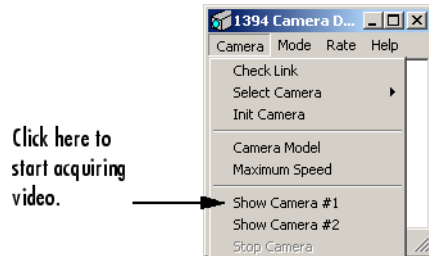 1394 Camera D...
Camera Mode Rate Help
Check Link
Select Camera
Init Camera
Camera Model
Maximum Speed
Click here to
start acquiring
video.
Show Camera #1
Show Camera #2
Stop Camera